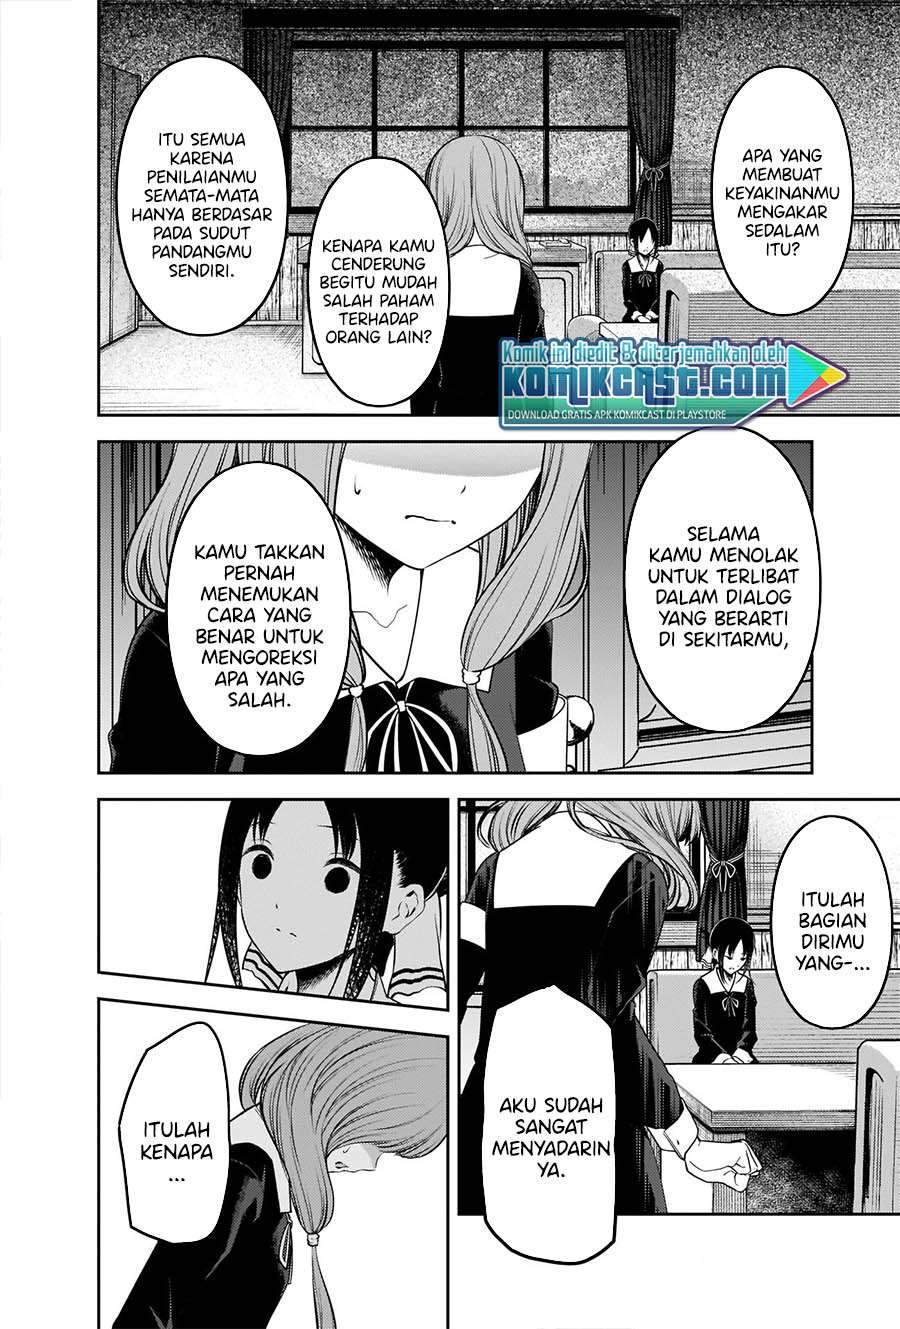 APA YANG
MEMBUAT
KEYAKINANMU
MENGAKAR
SEDALAM
ITU?
KENAPA KAMU
CENDERUNG
BEGITU MUDAH
SALAH PAHAM
TERHADAP
ORANG LAIN?
ITU SEMUA
KARENA
PENILAIANMU
SEMATA-MATA
HANYA BERDASAR
PADA SUDUT
PANDANGMU
SENDIRI.
Komik ini diedit & diterjemahkan oleh
KOMIKCAST.COM
DOWNLOAD GRATIS APK KOMIKCAST DI PLAYSTORE
SELAMA
KAMU MENOLAK
UNTUK TERLIBAT
DALAM DIALOG
YANG BERARTI
DI SEKITARMU,
KAMU TAKKAN
PERNAH
MENEMUKAN
CARA YANG
BENAR UNTUK
MENGOREKSI
APA YANG
SALAH.
ITULAH
BAGIAN
DIRIMU
YANG-...
AKU SUDAH
SANGAT
MENYADARIN
YA.
ITULAH
KENAPA
...